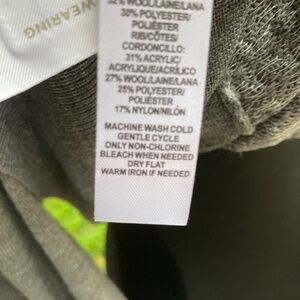 WEARING
32% WOOL/LAINE/LANA
30% POLYESTER/
POLIÉSTER
RIB/CÔTES/
CORDONCILLO:
31% ACRYLIC/
ACRYLIQUE/ACRÍLICO
27% WOOL/LAINE/LANA
25% POLYESTER/
POLIÉSTER
17% NYLON/NILÓN
MACHINE WASH COLD
GENTLE CYCLE
ONLY NON-CHLORINE
BLEACH WHEN NEEDED
DRY FLAT
WARM IRON IF NEEDED